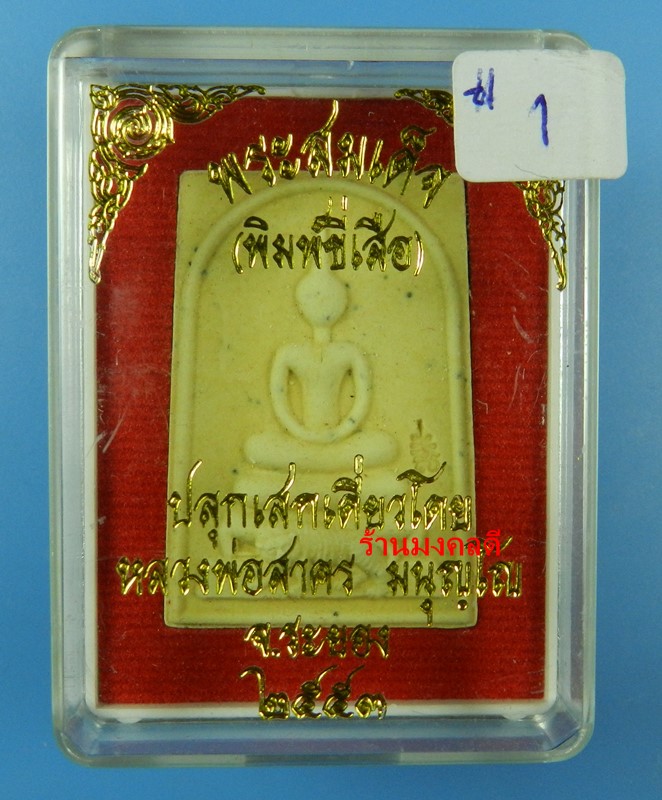 # 1
พระสมเด็จ
(พิมพ์ขี่เสือ)
ปลุกเสกเดี่ยวโดย
ร้านมงคลดี
หลวงพ่อสาคร มนุญฺโญ
จ.ระยอง
๒๕๕๓